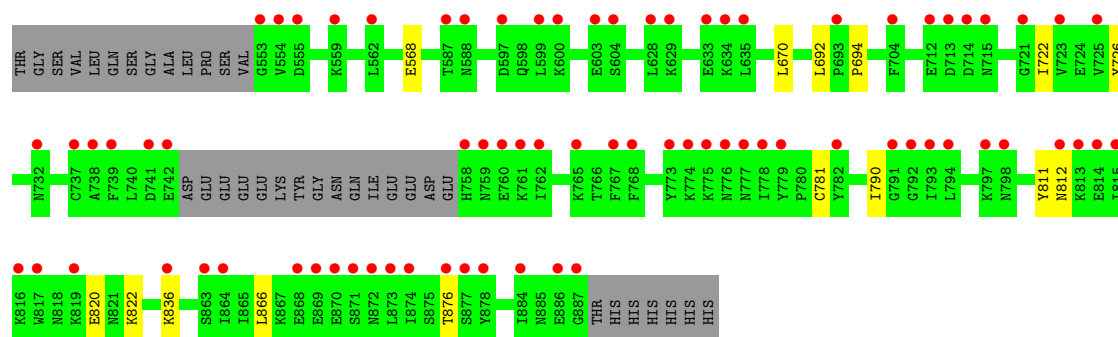 THR GLY SER VAL LEU GLN SER GLY ALA LEU PRO SER VAL G553 V554 D555 K559 L562 E568 T587 N588 D597 Q598 L599 K600 E603 S604 L628 K629 E633 K634 L635 L670 L692 P693 P694 F704 E712 D713 D714 N715 G721 I722 V723 E724 V725 Y726
N732 C737 A738 F739 L740 D741 E742 ASP GLU GLU GLU GLU LYS TYR GLY ASN GLN ILE GLU GLU ASP GLU H758 N759 E760 K761 I762 K765 T766 F767 F768 Y773 K774 K775 N776 N777 I778 Y779 P780 C781 Y782 I790 G791 G792 I793 L794 K797 N798 Y811 N812 K813 E814
K816 W817 N818 K819 E820 N821 K822 K836 S863 I864 I865 L866 K867 E868 E869 E870 S871 N872 L873 I874 S875 T876 S877 Y878 I884 N885 E886 G887 THR HIS HIS HIS HIS HIS HIS